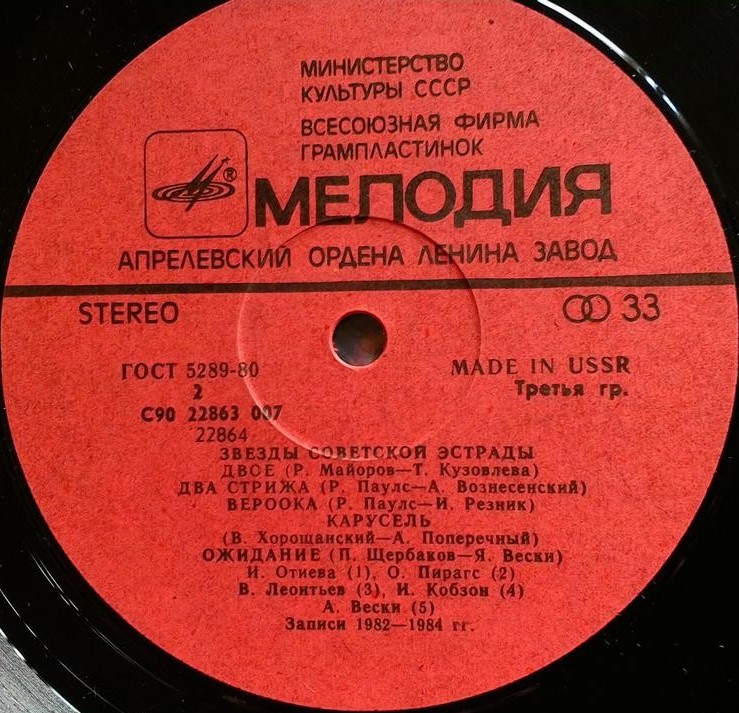 МИНИСТЕРСТВО
КУЛЬТУРЫ СССР
ВСЕСОЮЗНАЯ ФИРМА
ГРАМПЛАСТИНОК
®
МЕЛОДИЯ
АПРЕЛЕВСКИЙ ОРДЕНА ЛЕНИНА ЗАВОД
STEREO 33
ГОСТ 5289-80 MADE IN USSR
2 Третья гр.
С90 22863 007
22864
ЗВЕЗДЫ СОВЕТСКОЙ ЭСТРАДЫ
ДВОЕ (Р. Майоров—Т. Кузовлева)
ДВА СТРИЖА (Р. Паулс—А. Вознесенский)
ВЕРООКА (Р. Паулс—И. Резник)
КАРУСЕЛЬ
(В. Хорощанский—А. Поперечный)
ОЖИДАНИЕ (П. Щербаков—Я. Вески)
И. Отиева (1), О. Пирагс (2)
В. Леонтьев (3), И. Кобзон (4)
А. Вески (5)
Записи 1982—1984 гг.